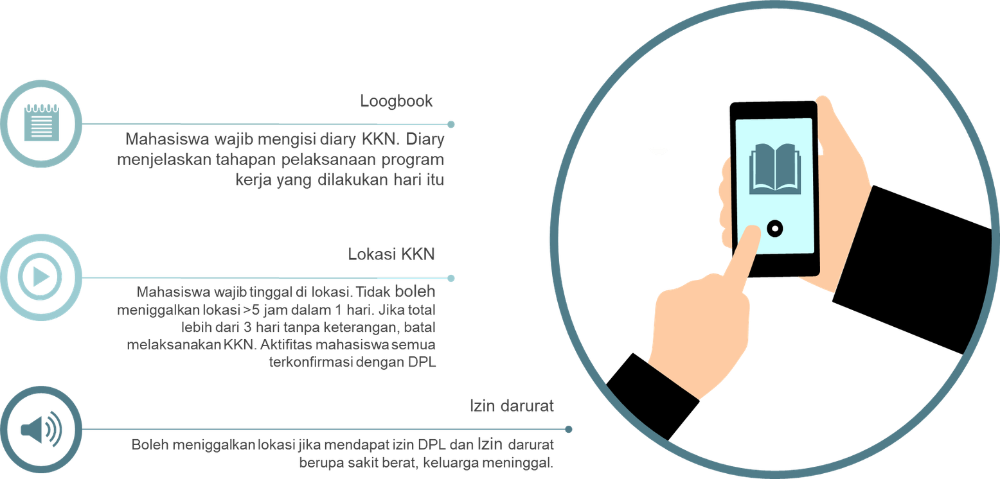 Loogbook
Mahasiswa wajib mengisi diary KKN. Diary
menjelaskan tahapan pelaksanaan program
kerja yang dilakukan hari itu
Lokasi KKN
Mahasiswa wajib tinggal di lokasi. Tidak boleh
meniggalkan lokasi >5 jam dalam 1 hari. Jika total
lebih dari 3 hari tanpa keterangan, batal
melaksanakan KKN. Aktifitas mahasiswa semua
terkonfirmasi dengan DPL
Izin darurat
Boleh meniggalkan lokasi jika mendapat izin DPL dan Izin darurat
berupa sakit berat, keluarga meninggal.